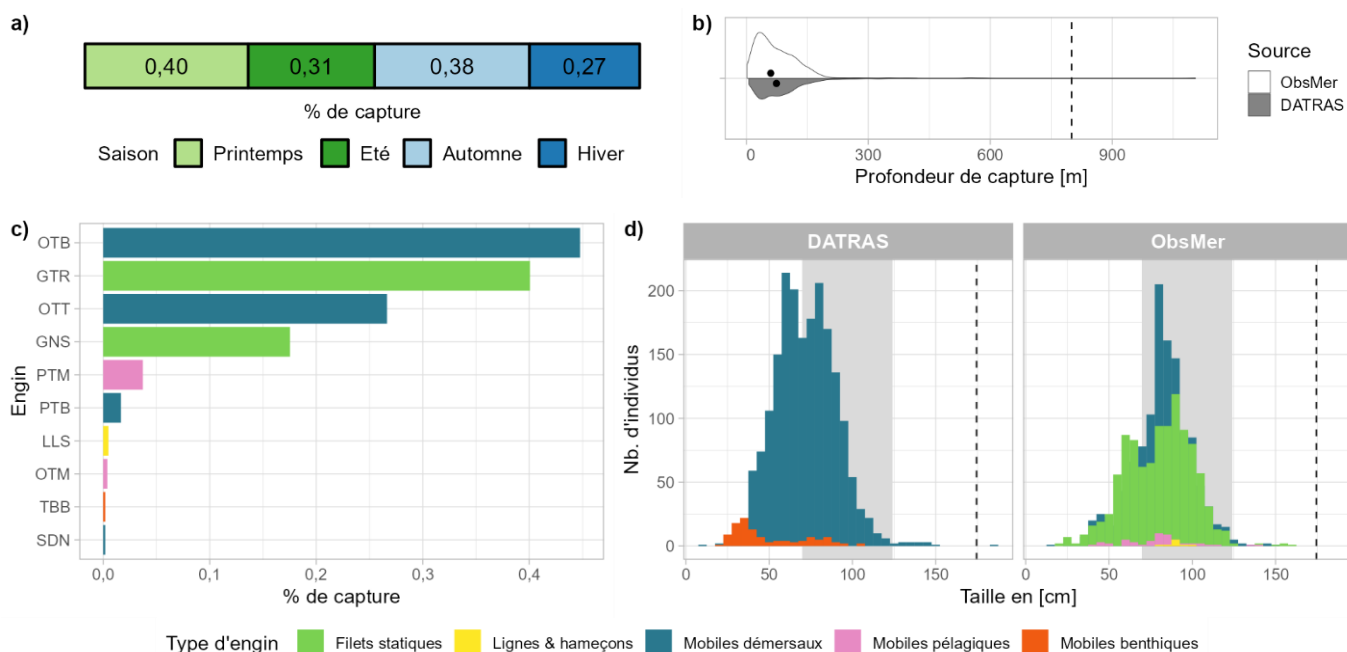 a)
0,40 0,31 0,38 0,27
% de capture
Saison Printemps Eté Automne Hiver
b)
0 300 600 900
Profondeur de capture [m]
Source
ObsMer
DATRAS
c)
OTB
GTR
OTT
GNS
PTM
PTB
LLS
OTM
TBB
SDN
Engin
0,0 0,1 0,2 0,3 0,4
% de capture
d)
DATRAS ObsMer
200
150
100
50
0
Nb. d'individus
0 50 100 150 0 50 100 150
Taille en [cm]
Type d'engin Filets statiques Lignes & hameçons Mobiles démersaux Mobiles pélagiques Mobiles benthiques